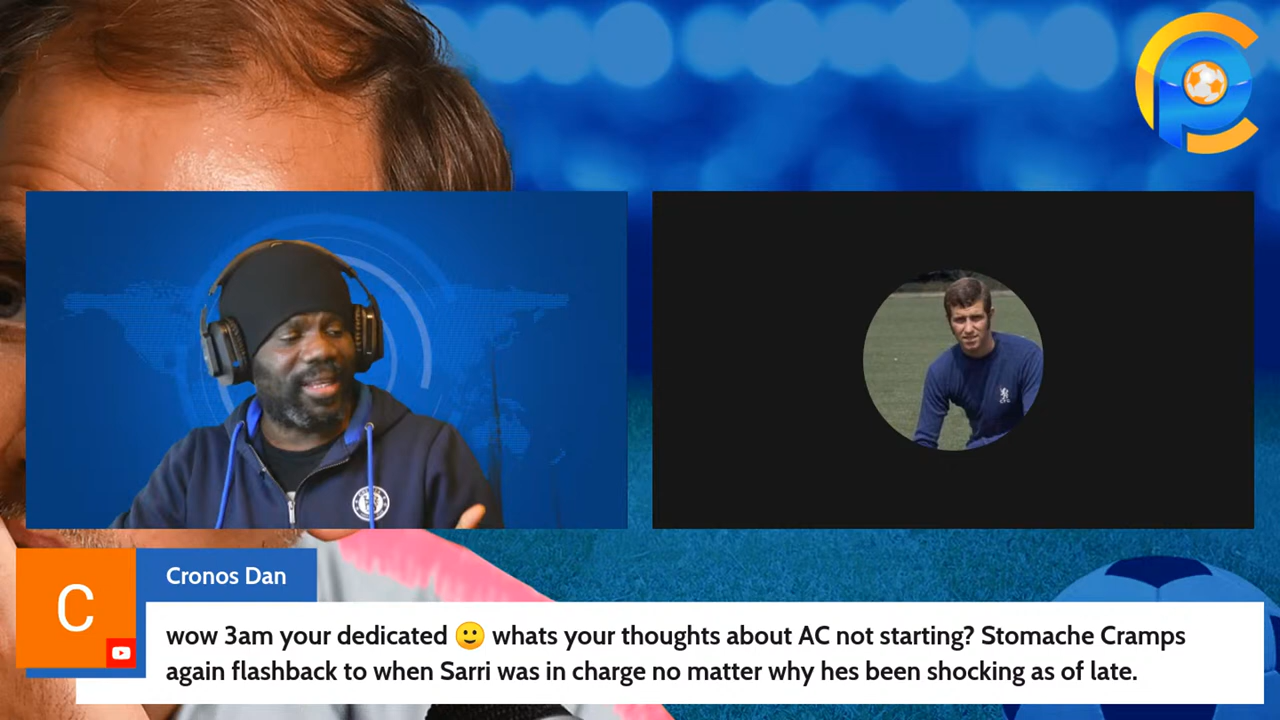 Cronos Dan
C
wow 3am your dedicated 🙂 whats your thoughts about AC not starting? Stomache Cramps
again flashback to when Sarri was in charge no matter why hes been shocking as of late.